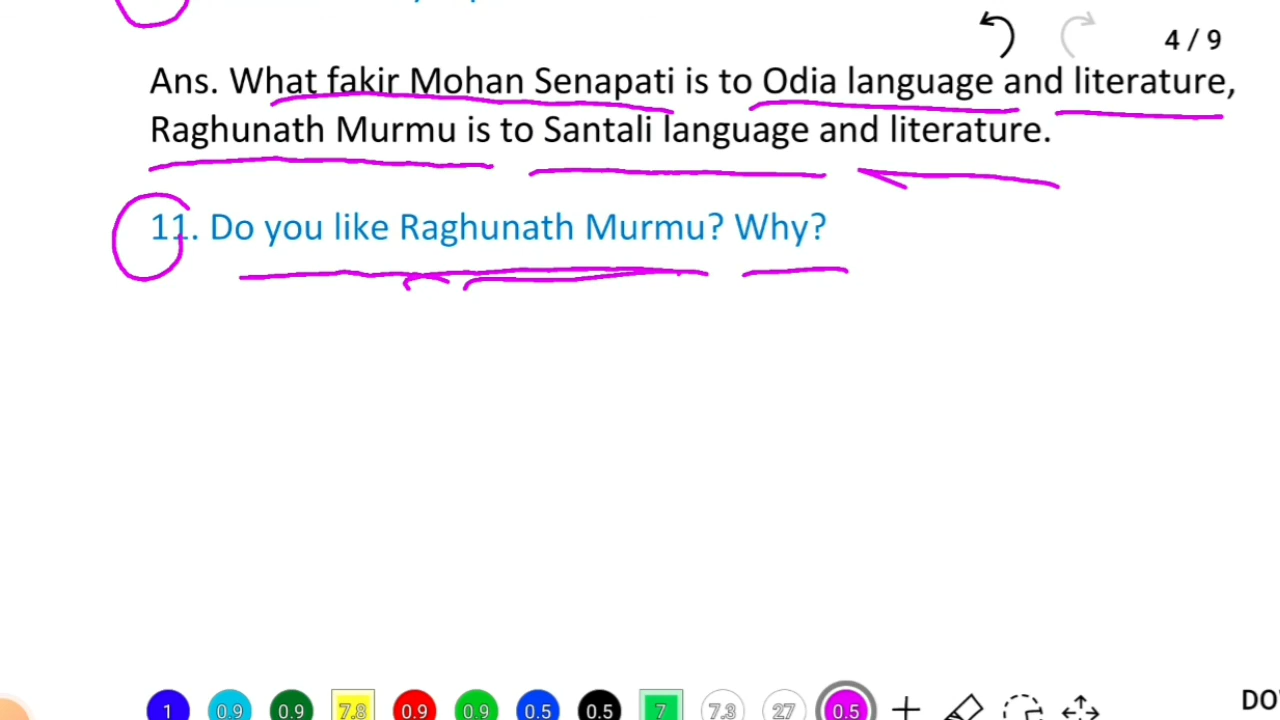 4 / 9
Ans. What fakir Mohan Senapati is to Odia language and literature,
Raghunath Murmu is to Santali language and literature.
11. Do you like Raghunath Murmu? Why?
1 0.9 0.9 7.8 0.9 0.9 0.5 0.5 7 7.3 27 0.5